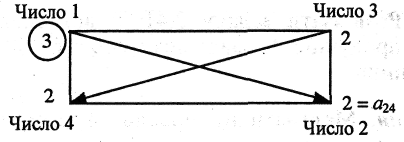 Число 1
Число 3
3
2
2
2 = a₂₄
Число 4
Число 2